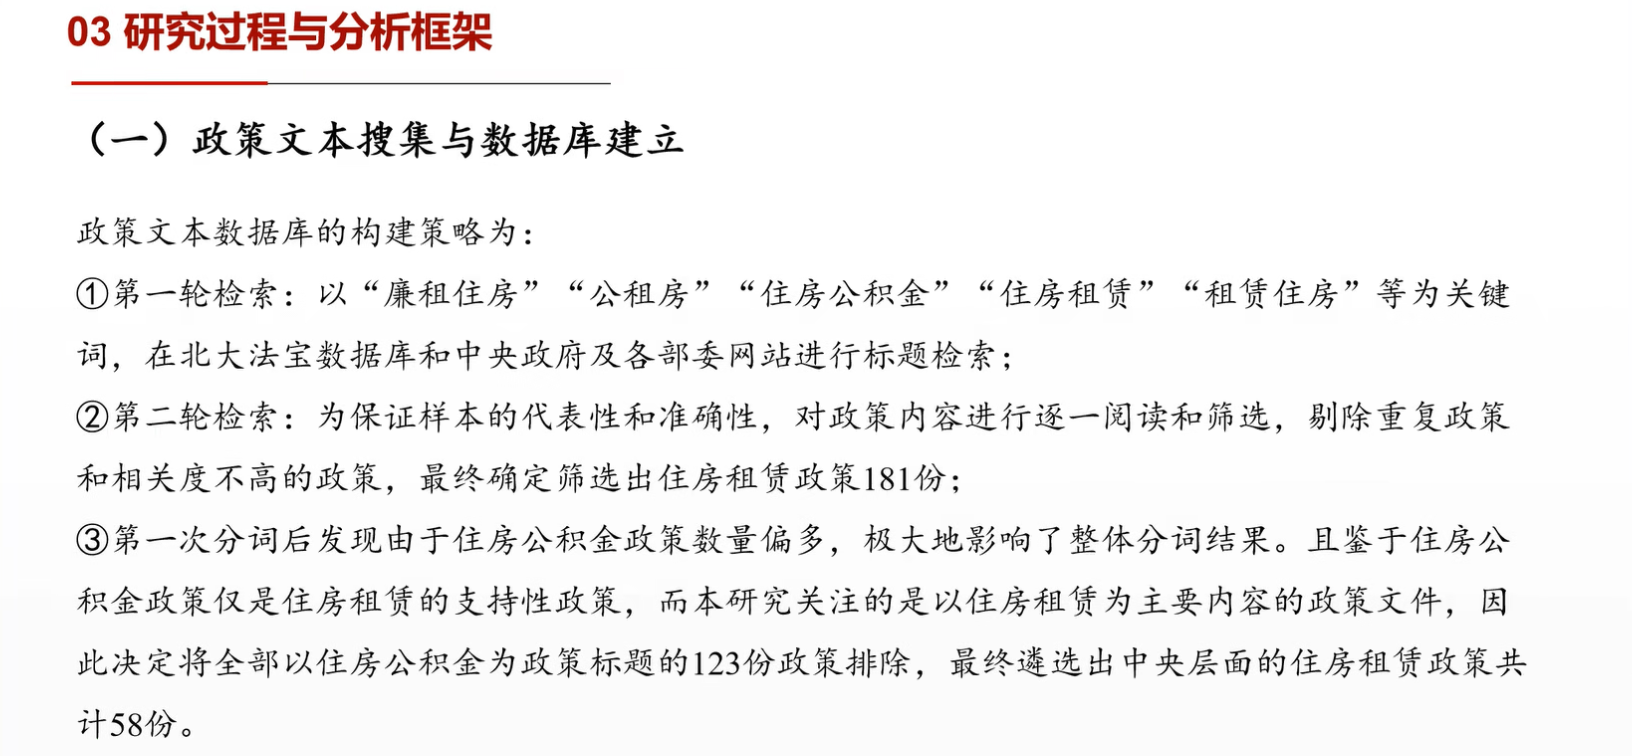 03 研究过程与分析框架
（一）政策文本搜集与数据库建立
政策文本数据库的构建策略为：
①第一轮检索：以“廉租住房”“公租房”“住房公积金”“住房租赁”“租赁住房”等为关键
词，在北大法宝数据库和中央政府及各部委网站进行标题检索；
②第二轮检索：为保证样本的代表性和准确性，对政策内容进行逐一阅读和筛选，剔除重复政策
和相关度不高的政策，最终确定筛选出住房租赁政策181份；
③第一次分词后发现由于住房公积金政策数量偏多，极大地影响了整体分词结果。且鉴于住房公
积金政策仅是住房租赁的支持性政策，而本研究关注的是以住房租赁为主要内容的政策文件，因
此决定将全部以住房公积金为政策标题的123份政策排除，最终遴选出中央层面的住房租赁政策共
计58份。